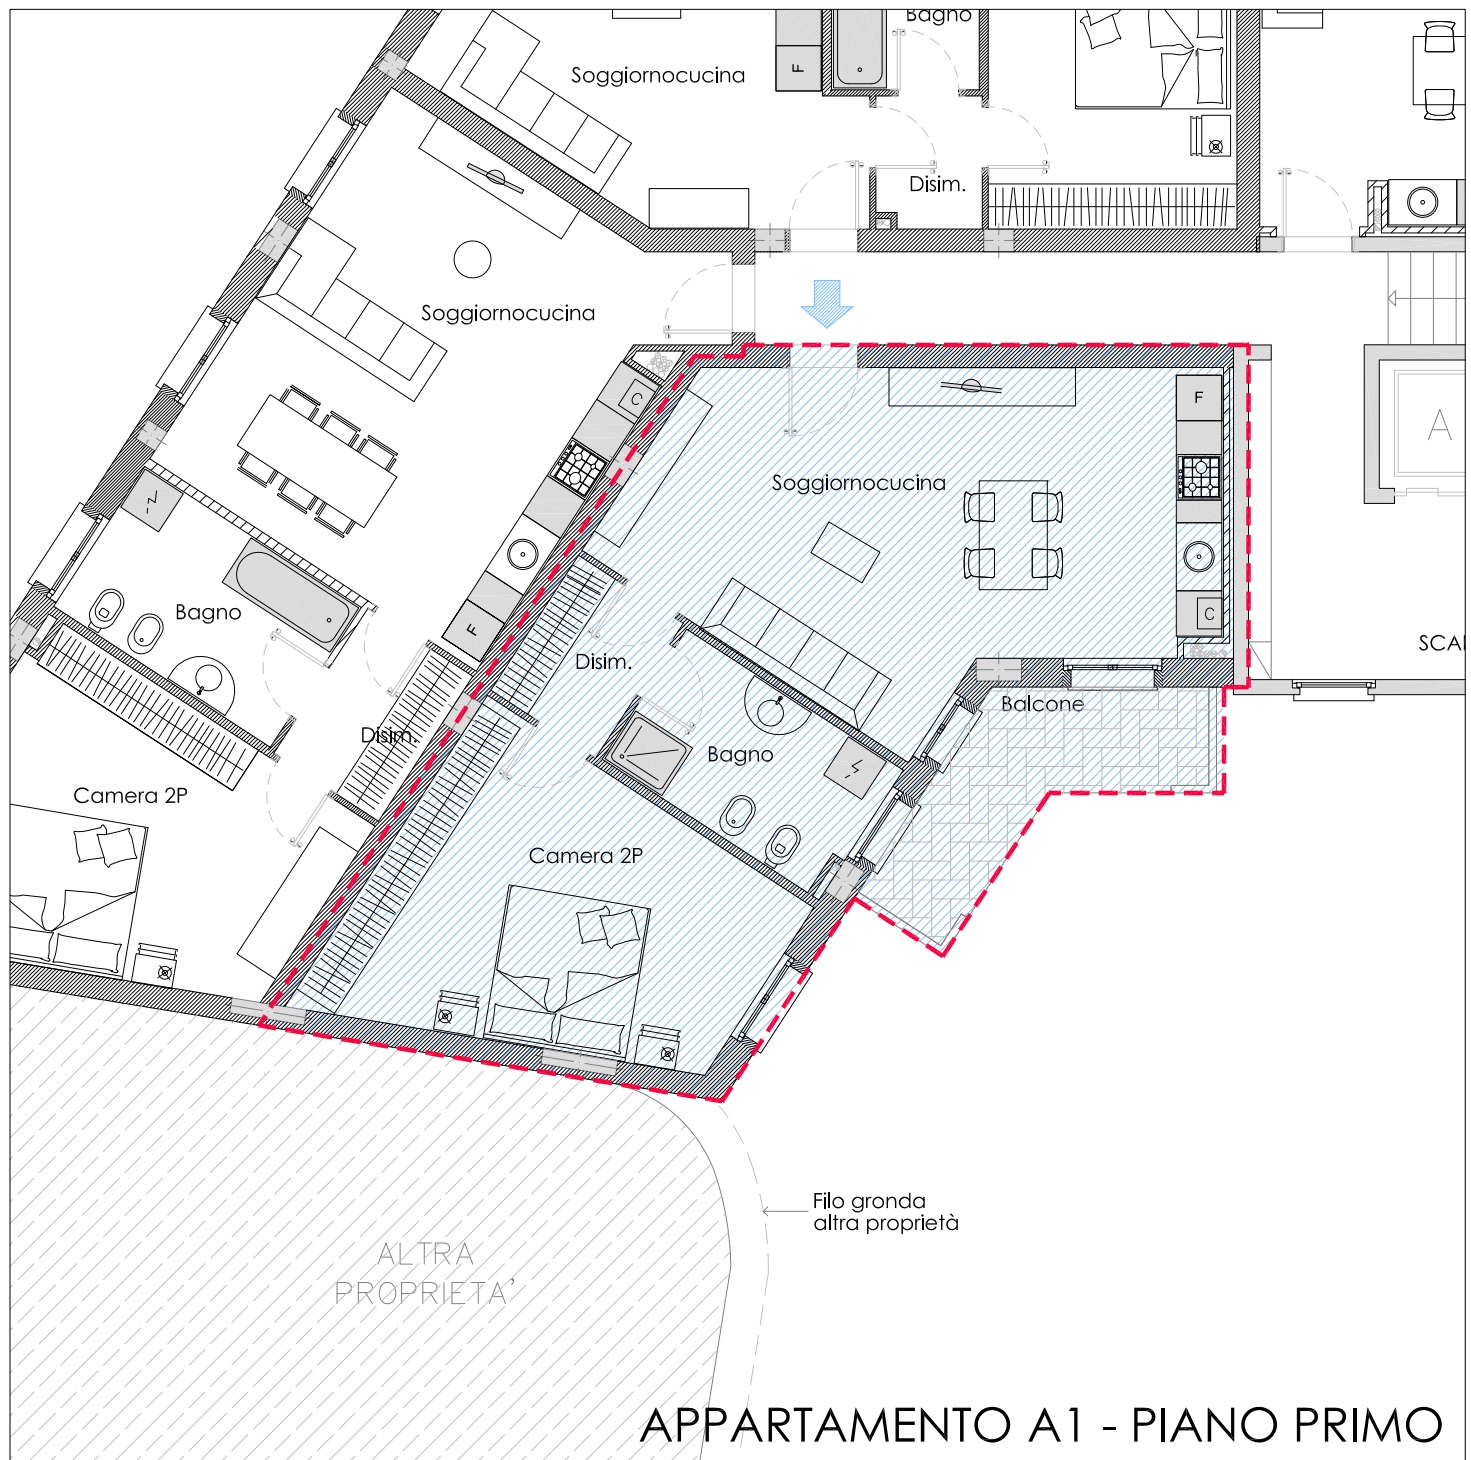 Bagno
Soggiornocucina
F
Disim.
Soggiornocucina
C
F
A
Soggiornocucina
Bagno
Disim.
C
F
SCAL
Balcone
Disim.
Bagno
Camera 2P
Camera 2P
Filo gronda
altra proprietà
ALTRA
PROPRIETA'
APPARTAMENTO A1 - PIANO PRIMO